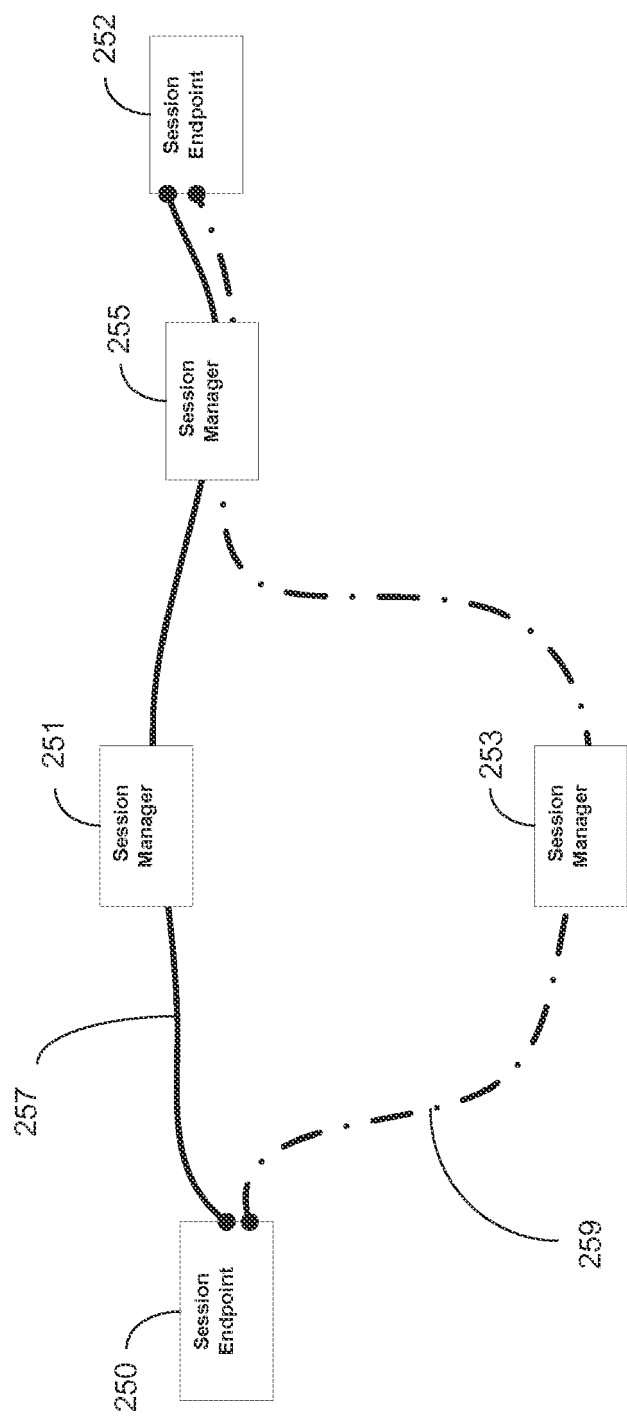 252
Session
Endpoint
255
Session
Manager
251
Session
Manager
253
Session
Manager
257
259
250
Session
Endpoint